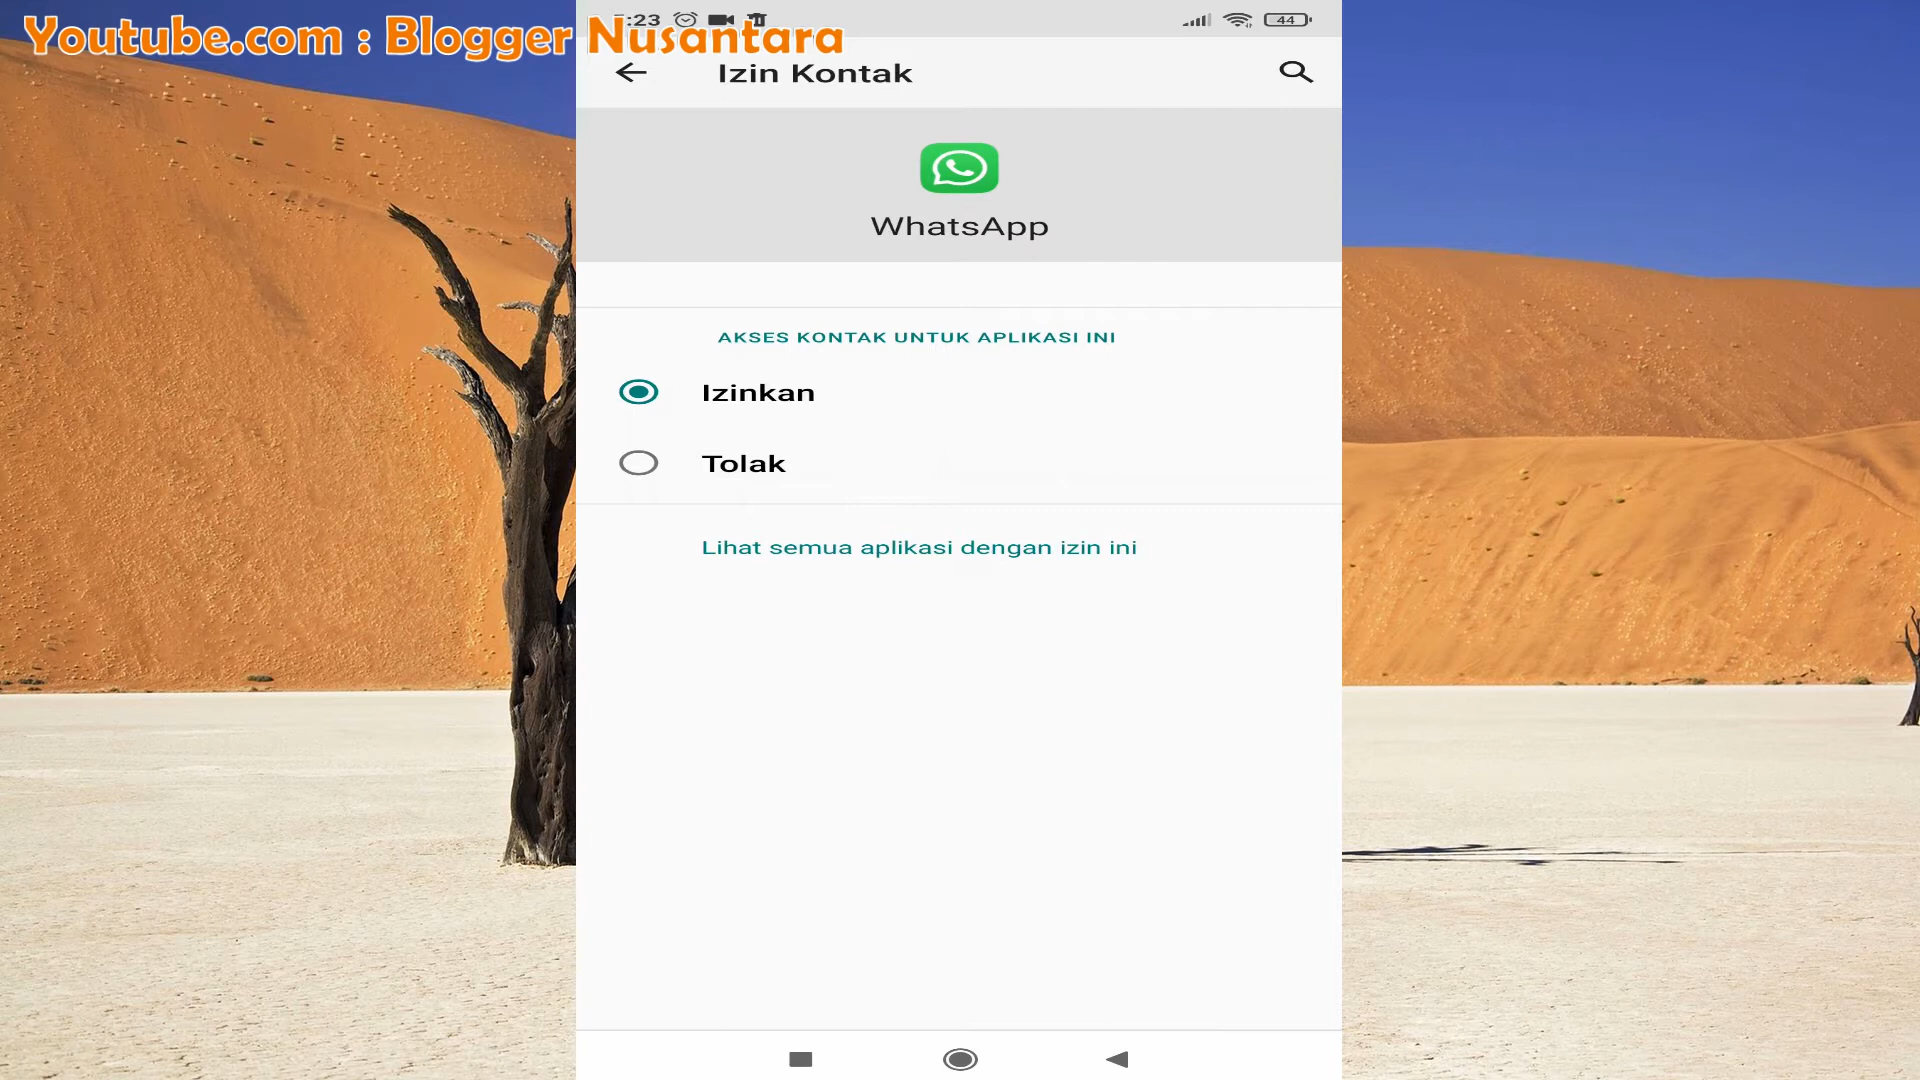 Youtube.com : Blogger Nusantara
:23
44
Izin Kontak
WhatsApp
AKSES KONTAK UNTUK APLIKASI INI
Izinkan
Tolak
Lihat semua aplikasi dengan izin ini